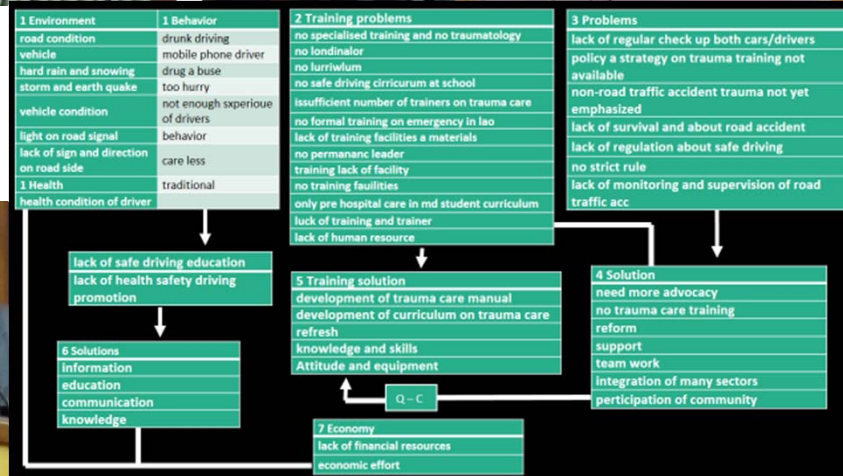 1 Environment
1 Behavior
road condition
drunk driving
vehicle
mobile phone driver
hard rain and snowing
drug a buse
storm and earth quake
too hurry
vehicle condition
not enough sxperioue
of drivers
light on road signal
behavior
lack of sign and direction
on road side
care less
1 Health
traditional
health condition of driver
lack of safe driving education
lack of health safety driving
promotion
6 Solutions
information
education
communication
knowledge
2 Training problems
no specialised training and no traumatology
no londinalor
no lurriwlum
no safe driving cirricurum at school
issufficient number of trainers on trauma care
no formal training on emergency in lao
lack of training facilities a materials
no permananc leader
training lack of facility
no training fauilities
only pre hospital care in md student curriculum
luck of training and trainer
lack of human resource
5 Training solution
development of trauma care manual
development of curriculum on trauma care
refresh
knowledge and skills
Attitude and equipment
Q – C
7 Economy
lack of financial resources
economic effort
3 Problems
lack of regular check up both cars/drivers
policy a strategy on trauma training not
available
non-road traffic accident trauma not yet
emphasized
lack of survival and about road accident
lack of regulation about safe driving
no strict rule
lack of monitoring and supervision of road
traffic acc
4 Solution
need more advocacy
no trauma care training
reform
support
team work
integration of many sectors
perticipation of community